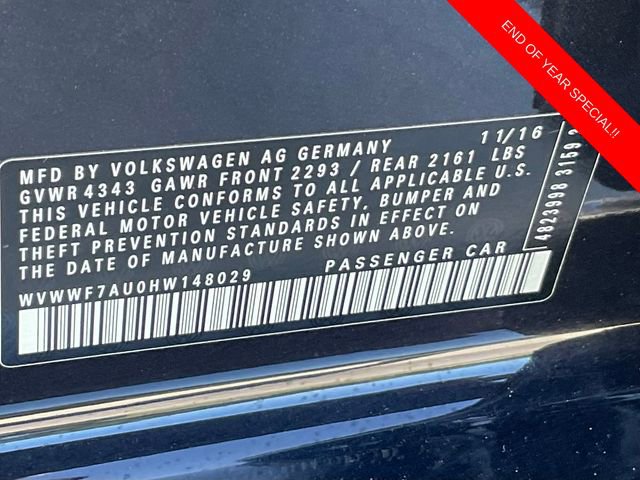 END OF YEAR SPECIAL!!
MFD BY VOLKSWAGEN AG GERMANY 11/16
GVWR 4343 GAWR FRONT 2293 / REAR 2161 LBS
THIS VEHICLE CONFORMS TO ALL APPLICABLE U.S.
FEDERAL MOTOR VEHICLE SAFETY, BUMPER AND
THEFT PREVENTION STANDARDS IN EFFECT ON
THE DATE OF MANUFACTURE SHOWN ABOVE.
WVWWF7AU0HW148029 PASSENGER CAR
4823998 3159